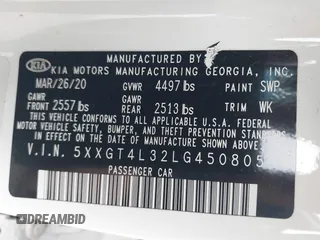 MANUFACTURED BY
KIA KIA MOTORS MANUFACTURING GEORGIA, INC.
MAR/26/20 GVWR 4497 lbs PAINT SWP
GAWR FRONT 2557 lbs GAWR REAR 2513 lbs TRIM WK
THIS VEHICLE CONFORMS TO ALL APPLICABLE U.S. FEDERAL MOTOR VEHICLE
SAFETY, BUMPER, AND THEFT PREVENTION STANDARDS IN EFFECT ON THE
DATE OF MANUFACTURE SHOWN ABOVE.
V.I.N. 5XXGT4L32LG450805
PASSENGER CAR
© DREAMBID